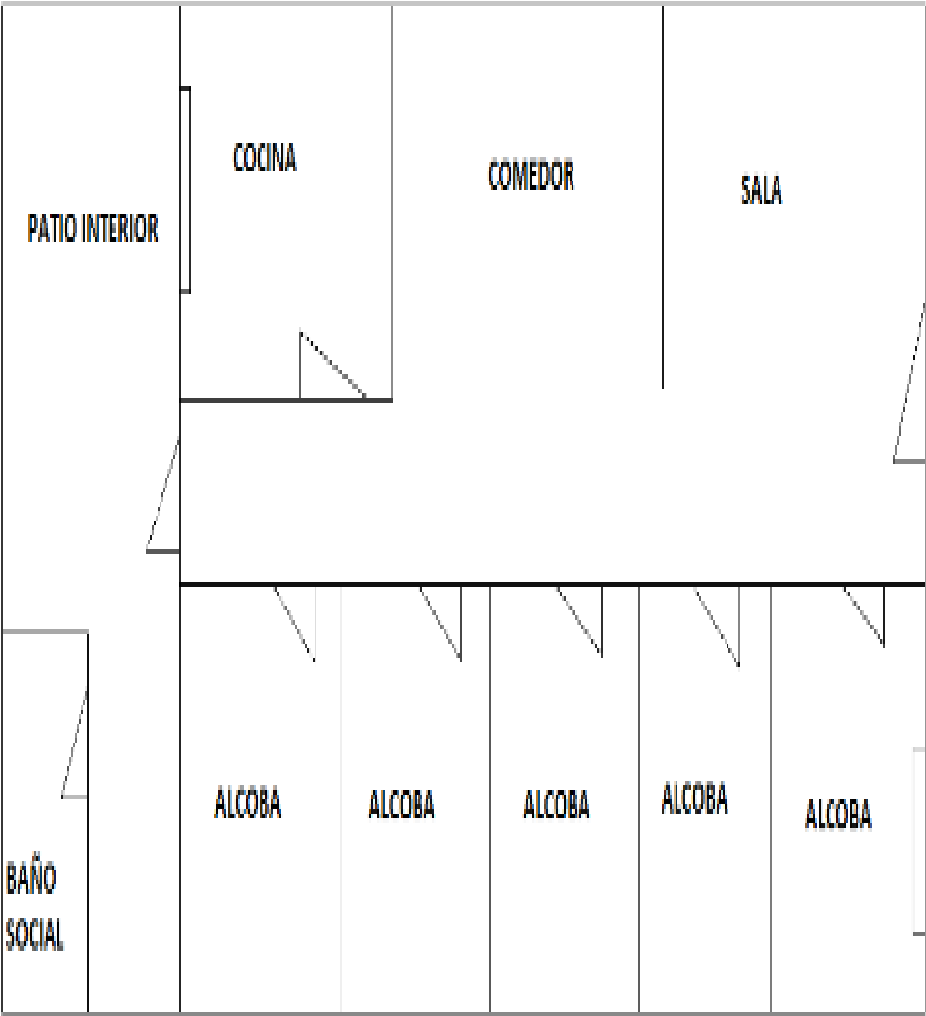 COCINA
COMEDOR
SALA
PATIO INTERIOR
ALCOBA
ALCOBA
ALCOBA
ALCOBA
ALCOBA
BAÑO
SOCIAL